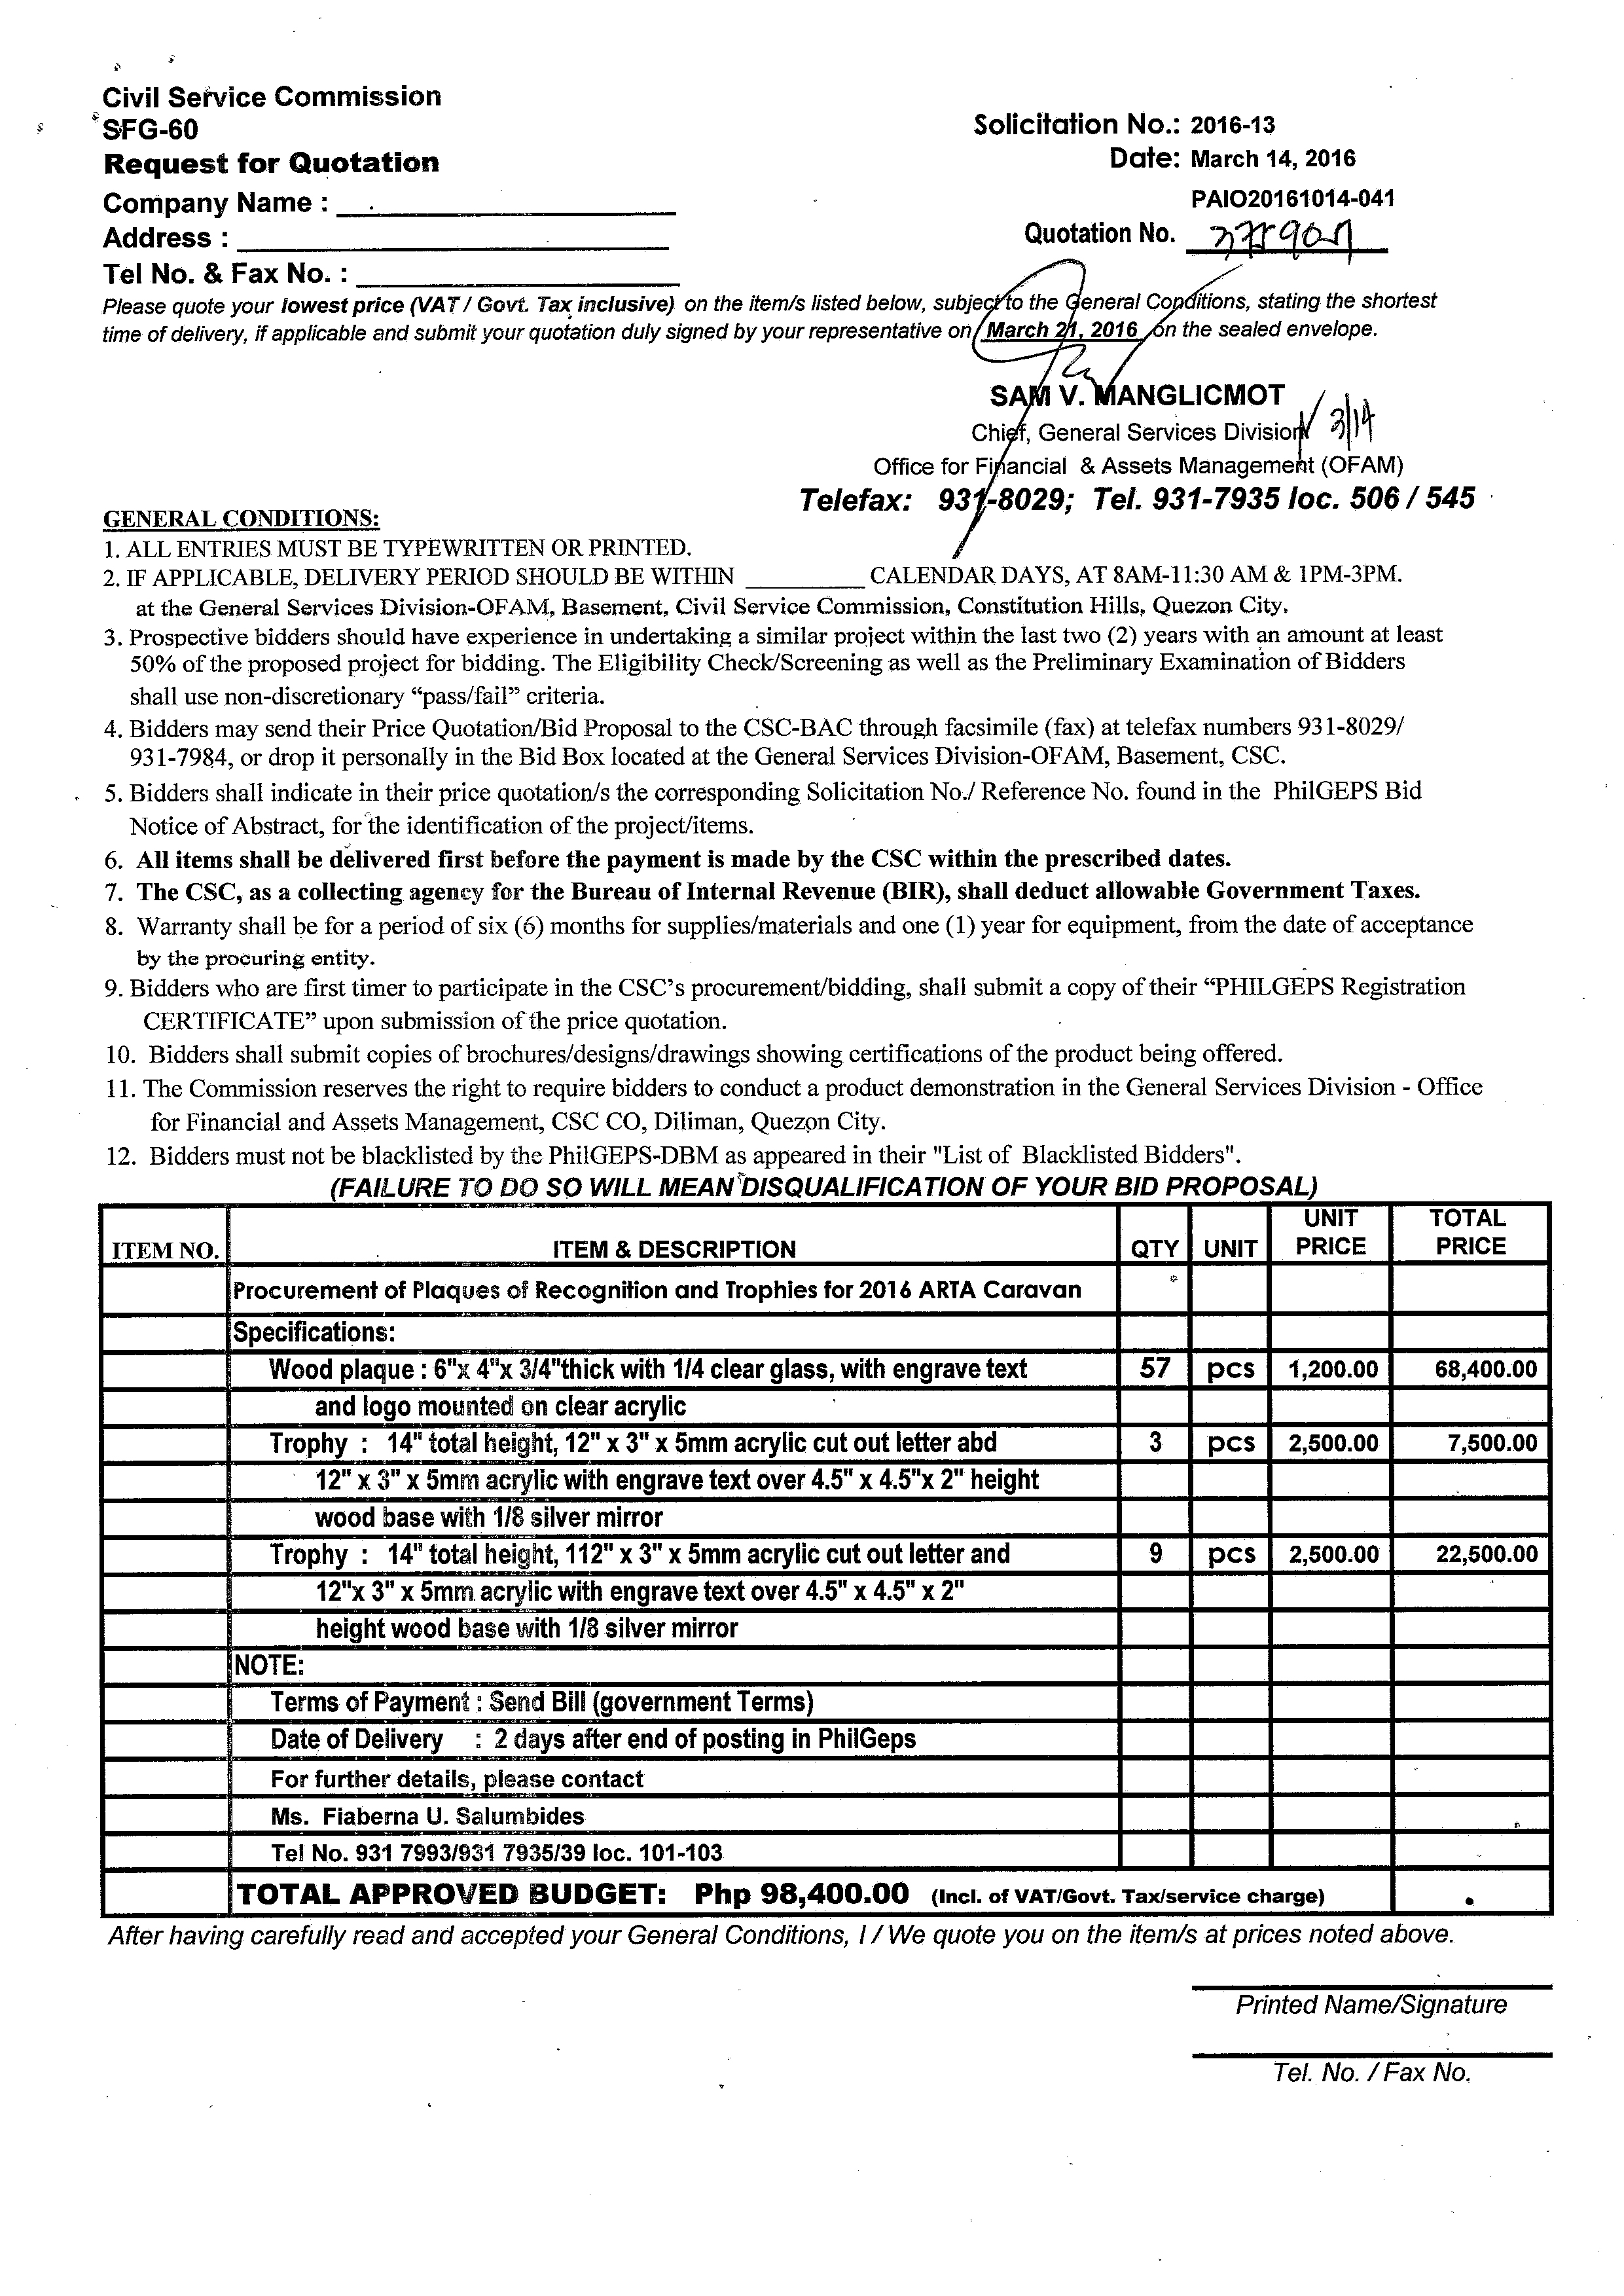 Civil Service Commission
SFG-60
Request for Quotation
Company Name :
Address :
Tel No. & Fax No. :
Solicitation No.: 2016-13
Date: March 14, 2016
PAIO20161014-041
Quotation No.
Please quote your lowest price (VAT / Govt. Tax inclusive) on the item/s listed below, subject to the General Conditions, stating the shortest
time of delivery, if applicable and submit your quotation duly signed by your representative on March 21, 2016 on the sealed envelope.
SAM V. MANGLICMOT
Chief, General Services Division 3/14
Office for Financial & Assets Management (OFAM)
Telefax: 931-8029; Tel. 931-7935 loc. 506 / 545
GENERAL CONDITIONS:
1. ALL ENTRIES MUST BE TYPEWRITTEN OR PRINTED.
2. IF APPLICABLE, DELIVERY PERIOD SHOULD BE WITHIN __________ CALENDAR DAYS, AT 8AM-11:30 AM & 1PM-3PM.
at the General Services Division-OFAM, Basement, Civil Service Commission, Constitution Hills, Quezon City.
3. Prospective bidders should have experience in undertaking a similar project within the last two (2) years with an amount at least
50% of the proposed project for bidding. The Eligibility Check/Screening as well as the Preliminary Examination of Bidders
shall use non-discretionary “pass/fail” criteria.
4. Bidders may send their Price Quotation/Bid Proposal to the CSC-BAC through facsimile (fax) at telefax numbers 931-8029/
931-7984, or drop it personally in the Bid Box located at the General Services Division-OFAM, Basement, CSC.
5. Bidders shall indicate in their price quotation/s the corresponding Solicitation No./ Reference No. found in the PhilGEPS Bid
Notice of Abstract, for the identification of the project/items.
6. All items shall be delivered first before the payment is made by the CSC within the prescribed dates.
7. The CSC, as a collecting agency for the Bureau of Internal Revenue (BIR), shall deduct allowable Government Taxes.
8. Warranty shall be for a period of six (6) months for supplies/materials and one (1) year for equipment, from the date of acceptance
by the procuring entity.
9. Bidders who are first timer to participate in the CSC’s procurement/bidding, shall submit a copy of their “PHILGEPS Registration
CERTIFICATE” upon submission of the price quotation.
10. Bidders shall submit copies of brochures/designs/drawings showing certifications of the product being offered.
11. The Commission reserves the right to require bidders to conduct a product demonstration in the General Services Division - Office
for Financial and Assets Management, CSC CO, Diliman, Quezon City.
12. Bidders must not be blacklisted by the PhilGEPS-DBM as appeared in their "List of Blacklisted Bidders".
(FAILURE TO DO SO WILL MEAN DISQUALIFICATION OF YOUR BID PROPOSAL)
ITEM NO. ITEM & DESCRIPTION QTY UNIT UNIT PRICE TOTAL PRICE
Procurement of Plaques of Recognition and Trophies for 2016 ARTA Caravan
Specifications:
Wood plaque : 6"x 4"x 3/4"thick with 1/4 clear glass, with engrave text 57 pcs 1,200.00 68,400.00
and logo mounted on clear acrylic
Trophy : 14" total height, 12" x 3" x 5mm acrylic cut out letter abd 3 pcs 2,500.00 7,500.00
12" x 3" x 5mm acrylic with engrave text over 4.5" x 4.5"x 2" height
wood base with 1/8 silver mirror
Trophy : 14" total height, 112" x 3" x 5mm acrylic cut out letter and 9 pcs 2,500.00 22,500.00
12"x 3" x 5mm acrylic with engrave text over 4.5" x 4.5" x 2"
height wood base with 1/8 silver mirror
NOTE:
Terms of Payment : Send Bill (government Terms)
Date of Delivery : 2 days after end of posting in PhilGeps
For further details, please contact
Ms. Fiaberna U. Salumbides
Tel No. 931 7993/931 7935/39 loc. 101-103
TOTAL APPROVED BUDGET: Php 98,400.00 (Incl. of VAT/Govt. Tax/service charge)
After having carefully read and accepted your General Conditions, I / We quote you on the item/s at prices noted above.
Printed Name/Signature
Tel. No. / Fax No.